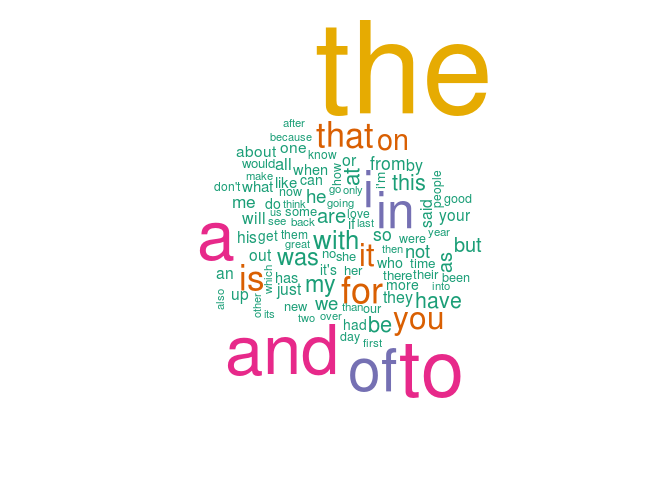 the
after
because that on
about one know
would all when or from by
make don't what like can how at i i'm this people
me now go only
do think he going in said good
will us some are love your
see back if last
a his get them with so were year
great then but
out was no she it not as
an is it's her who time
which has there their been
also up just my for more into
other its new we than our they have
two over had be you
day first
and of to